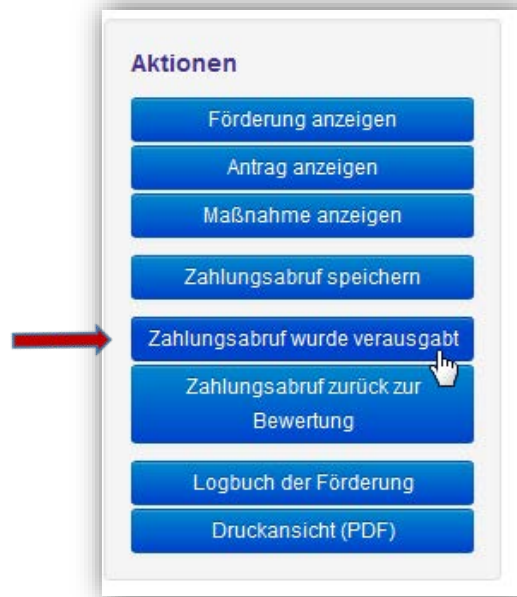 Aktionen
Förderung anzeigen
Antrag anzeigen
Maßnahme anzeigen
Zahlungsabruf speichern
Zahlungsabruf wurde verausgabt
Zahlungsabruf zurück zur
Bewertung
Logbuch der Förderung
Druckansicht (PDF)